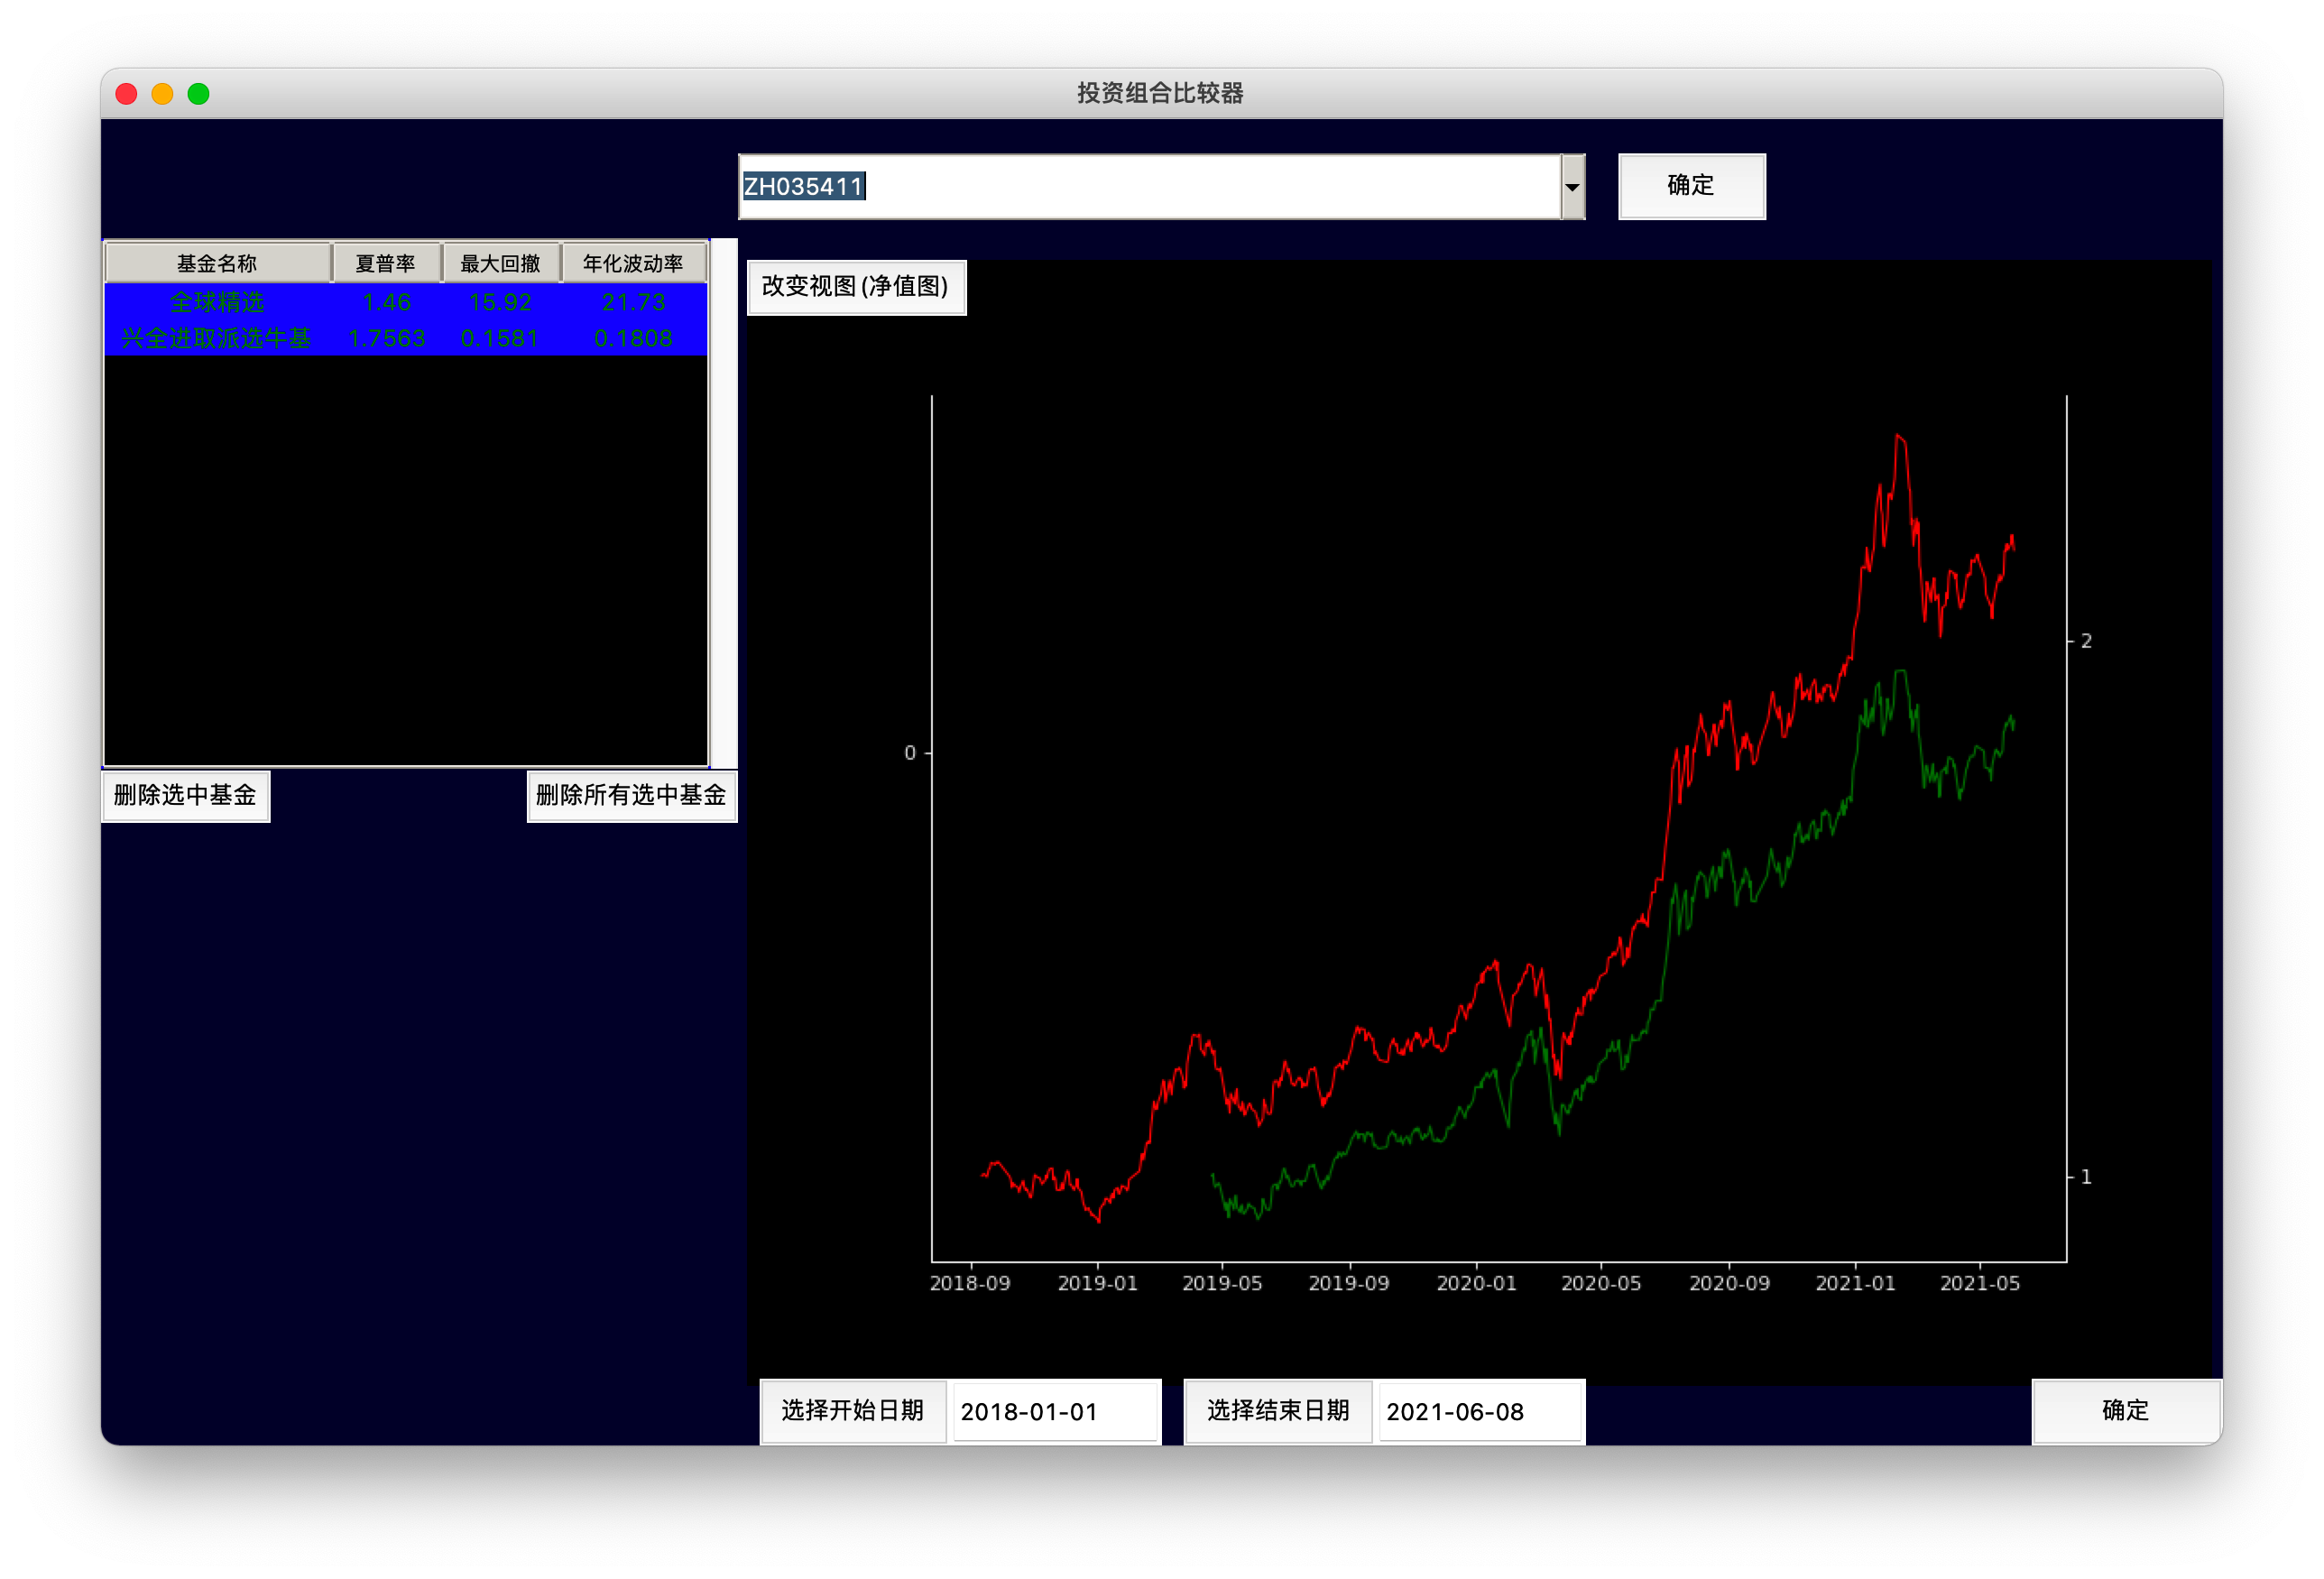 投资组合比较器
ZH035411
确定
基金名称 夏普率 最大回撤 年化波动率
全球精选 1.46 15.92 21.73
兴全进取派选牛基 1.7563 0.1581 0.1808
删除选中基金 删除所有选中基金
改变视图(净值图)
0
2
1
2018-09 2019-01 2019-05 2019-09 2020-01 2020-05 2020-09 2021-01 2021-05
选择开始日期 2018-01-01 选择结束日期 2021-06-08 确定